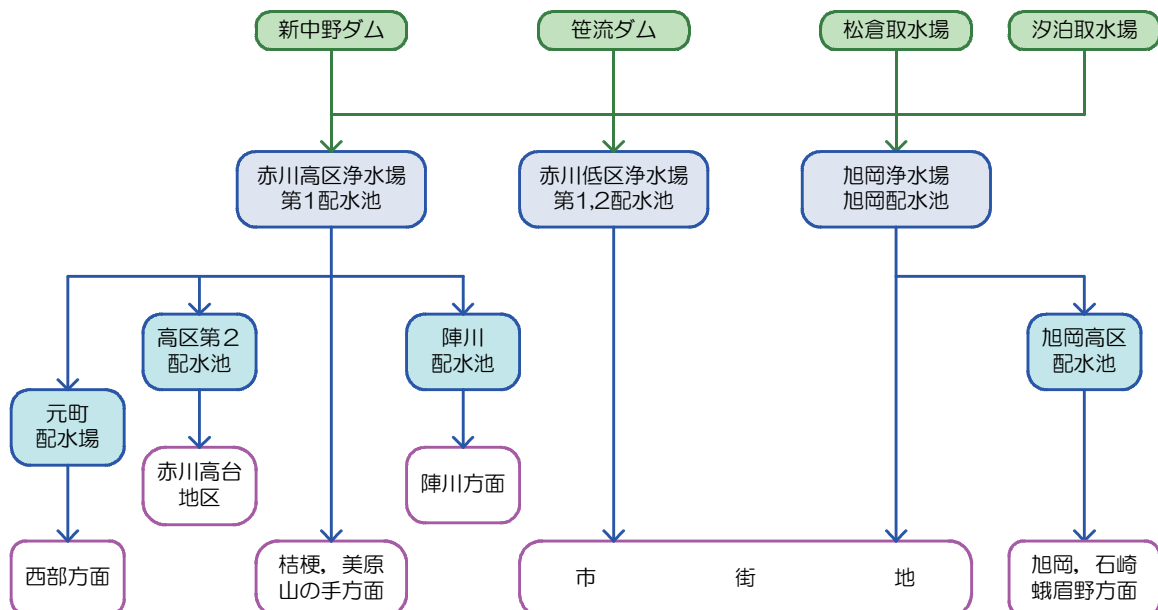 新中野ダム
笹流ダム
松倉取水場
汐泊取水場
赤川高区浄水場
第1配水池
赤川低区浄水場
第1,2配水池
旭岡浄水場
旭岡配水池
高区第2
配水池
陣川
配水池
旭岡高区
配水池
元町
配水場
赤川高台
地区
陣川方面
西部方面
桔梗，美原
山の手方面
市　街　地
旭岡，石崎
蛾眉野方面